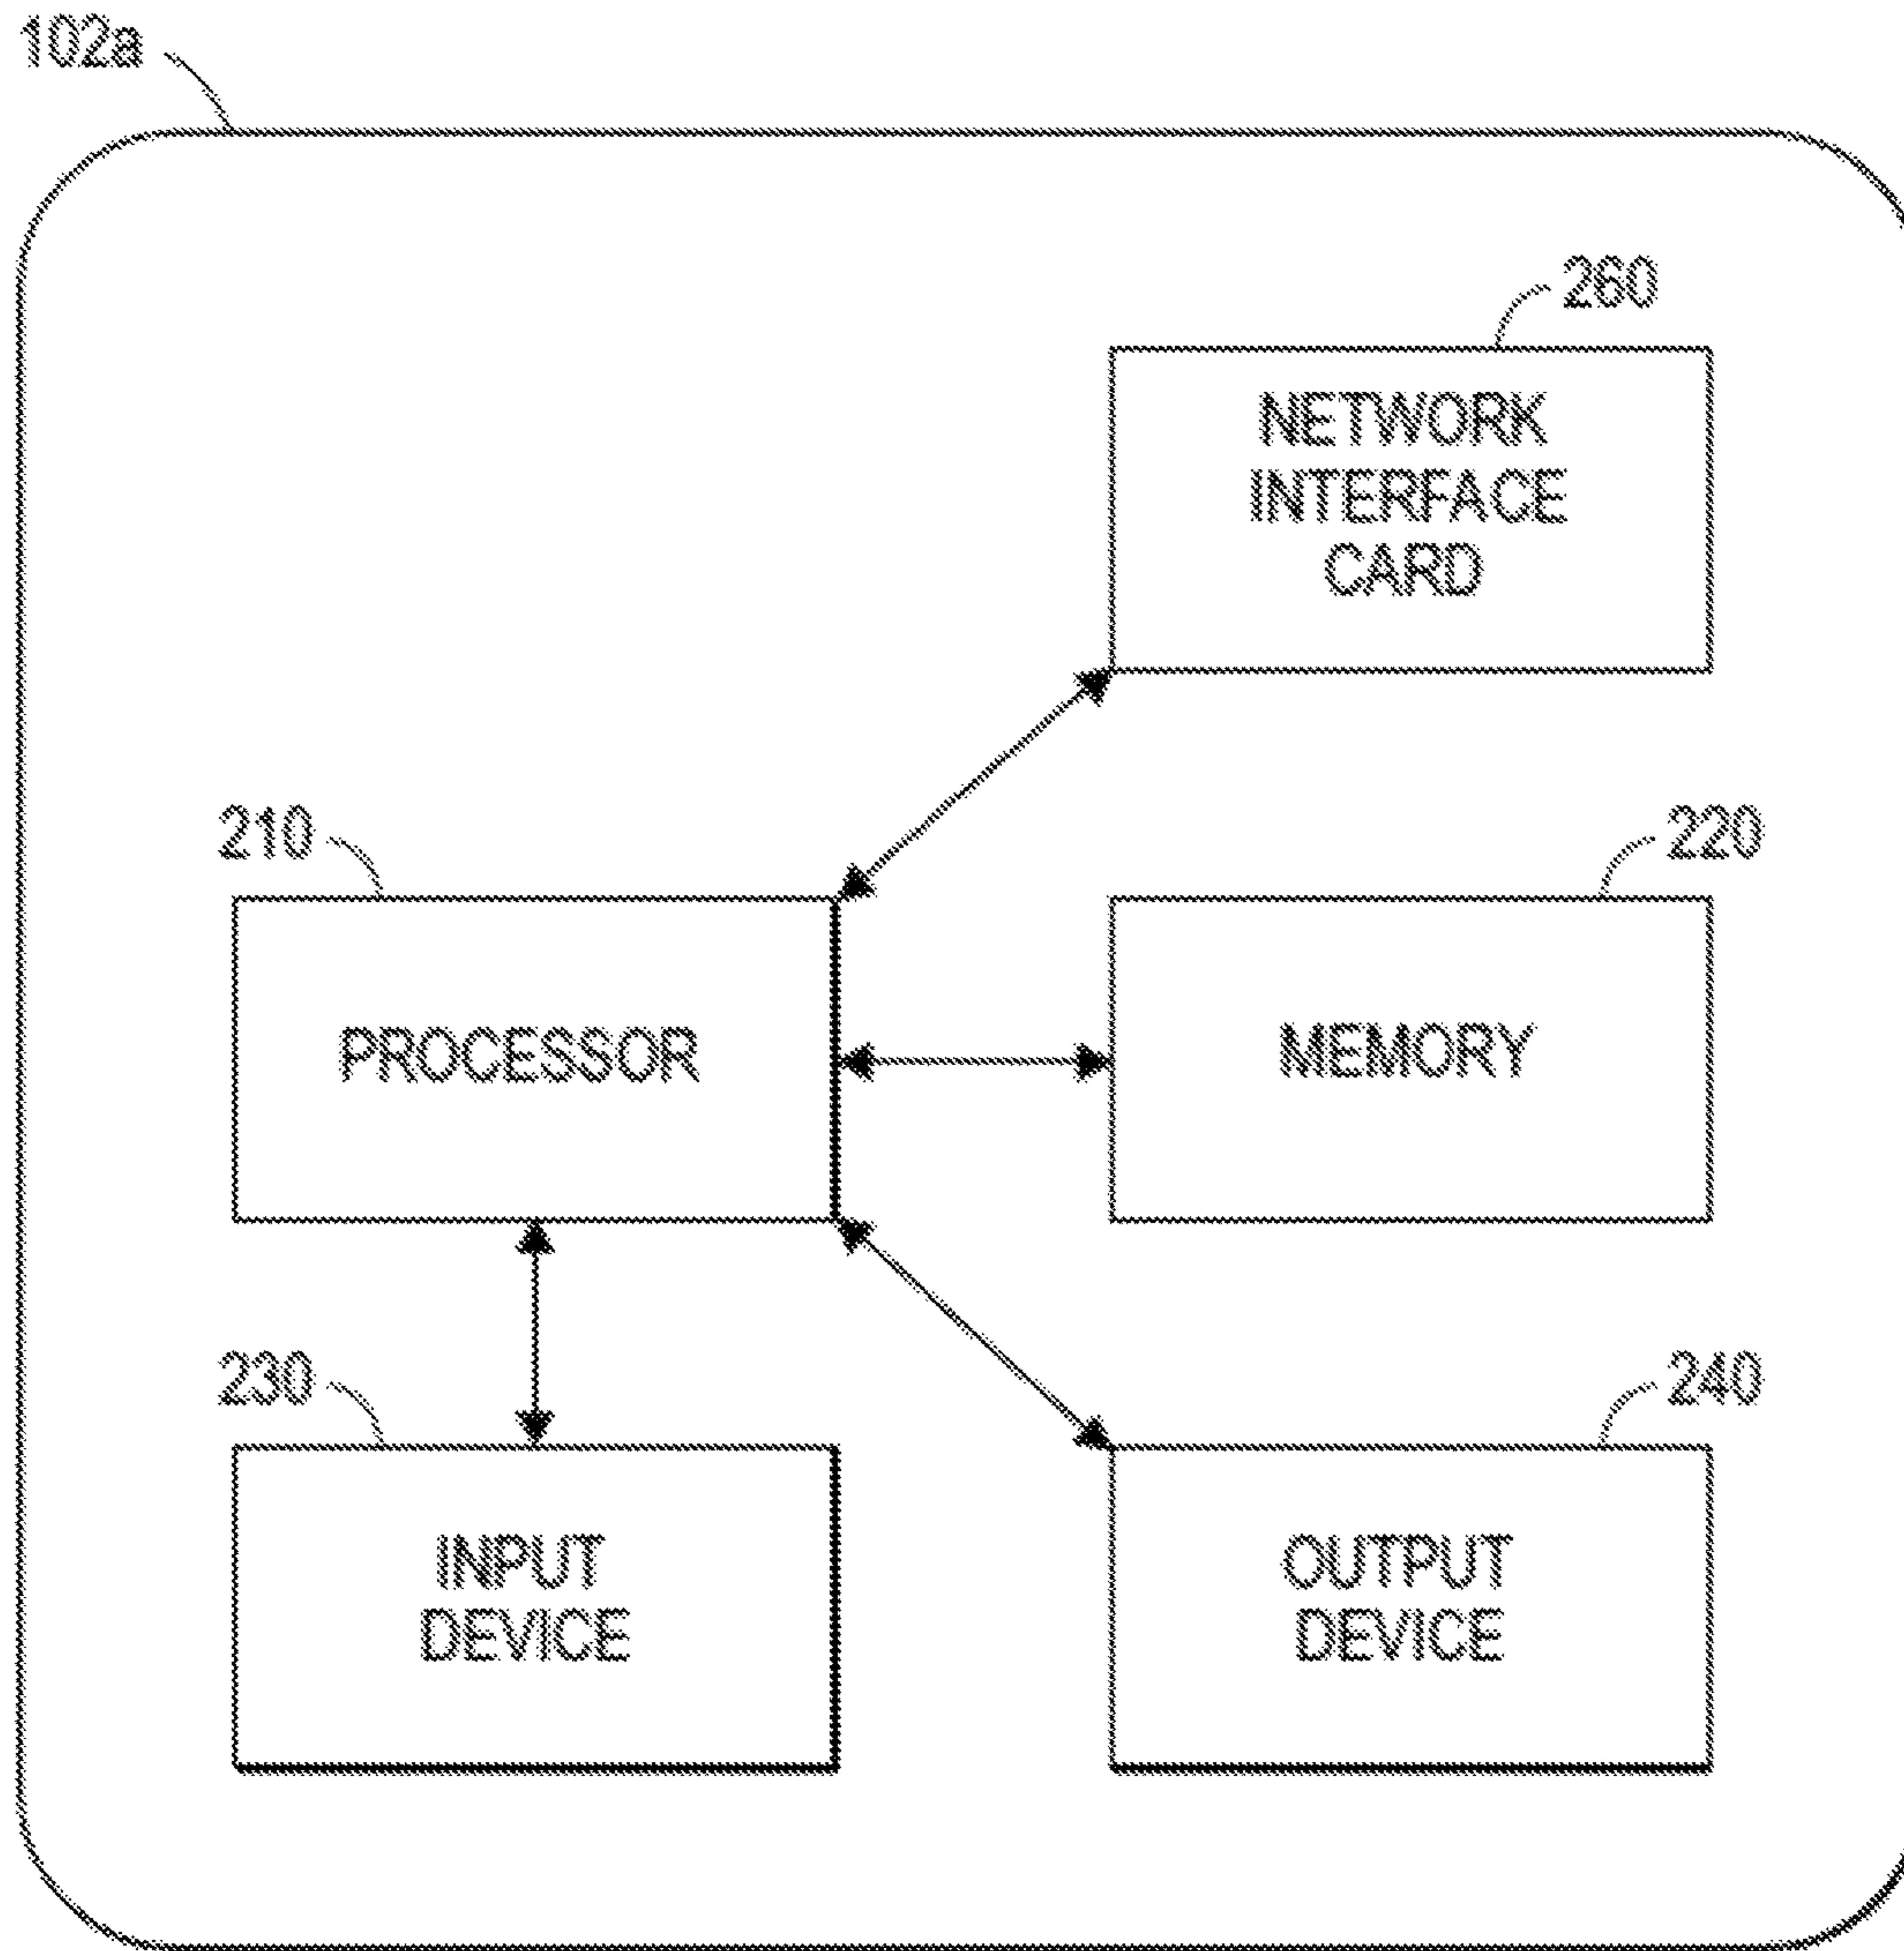 102a
260
NETWORK
INTERFACE
CARD
210
220
PROCESSOR
MEMORY
230
240
INPUT
DEVICE
OUTPUT
DEVICE